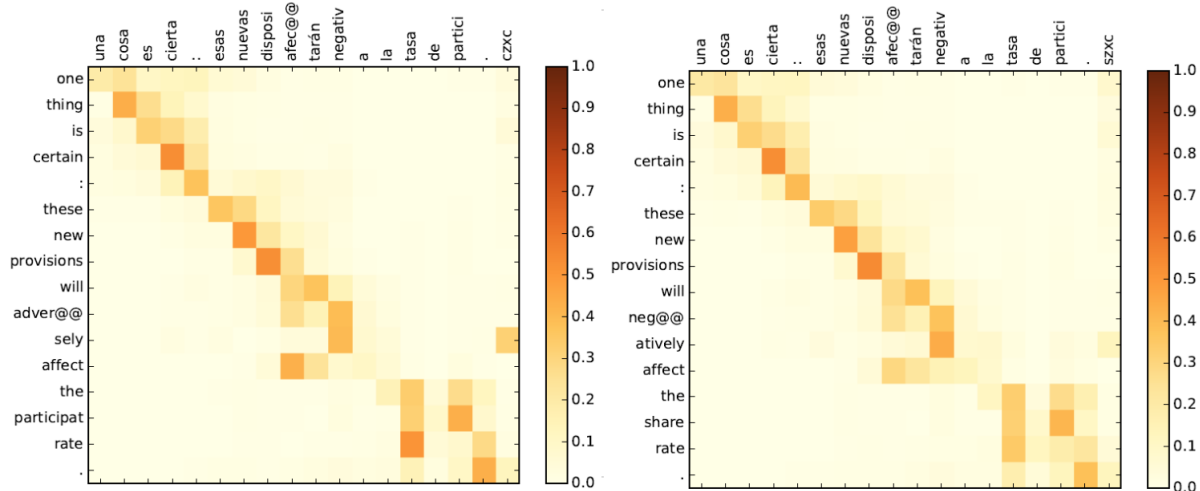 una
cosa
es
cierta
:
esas
nuevas
disposi
afec@@
tarán
negativ
a
la
tasa
de
partici
.
czxc
one
thing
is
certain
:
these
new
provisions
will
adver@@
sely
affect
the
participat
rate
.
1.0
0.9
0.8
0.7
0.6
0.5
0.4
0.3
0.2
0.1
0.0
una
cosa
es
cierta
:
esas
nuevas
disposi
afec@@
tarán
negativ
a
la
tasa
de
partici
.
szxc
one
thing
is
certain
:
these
new
provisions
will
neg@@
atively
affect
the
share
rate
.
1.0
0.9
0.8
0.7
0.6
0.5
0.4
0.3
0.2
0.1
0.0